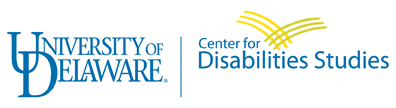 UNIVERSITY OF
DELAWARE®
Center for
Disabilities Studies